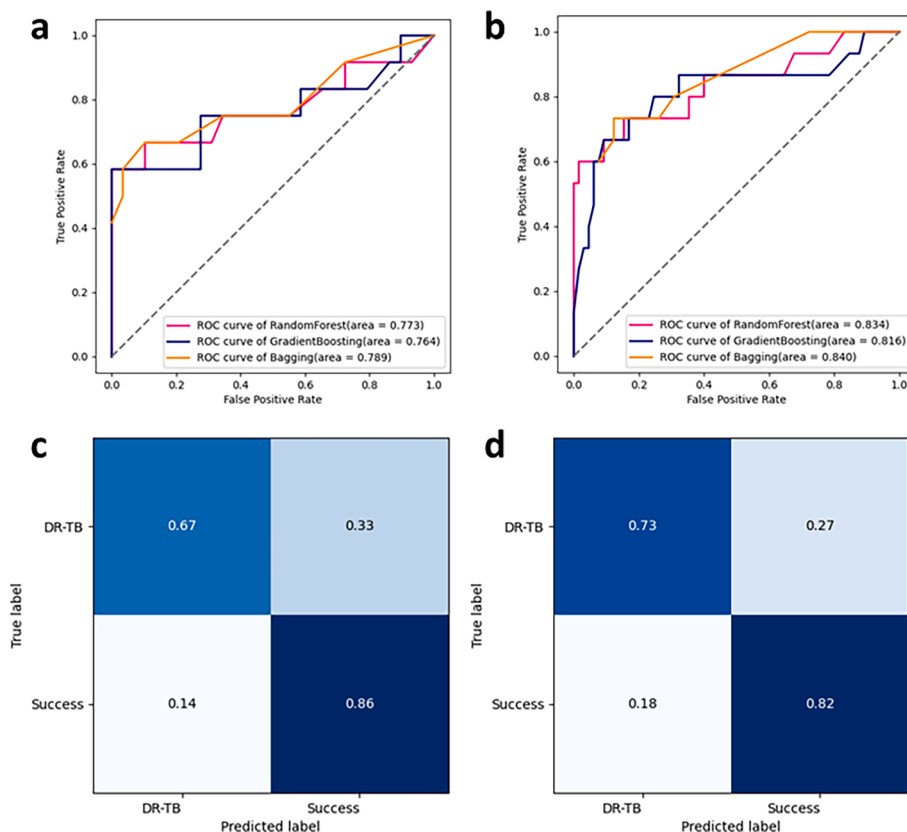 a
1.0
0.8
0.6
0.4
0.2
0.0
True Positive Rate
ROC curve of RandomForest(area = 0.773)
ROC curve of GradientBoosting(area = 0.764)
ROC curve of Bagging(area = 0.789)
0.0 0.2 0.4 0.6 0.8 1.0
False Positive Rate
b
1.0
0.8
0.6
0.4
0.2
0.0
True Positive Rate
ROC curve of RandomForest(area = 0.834)
ROC curve of GradientBoosting(area = 0.816)
ROC curve of Bagging(area = 0.840)
0.0 0.2 0.4 0.6 0.8 1.0
False Positive Rate
c
True label
DR-TB 0.67 0.33
Success 0.14 0.86
DR-TB Success
Predicted label
d
True label
DR-TB 0.73 0.27
Success 0.18 0.82
DR-TB Success
Predicted label